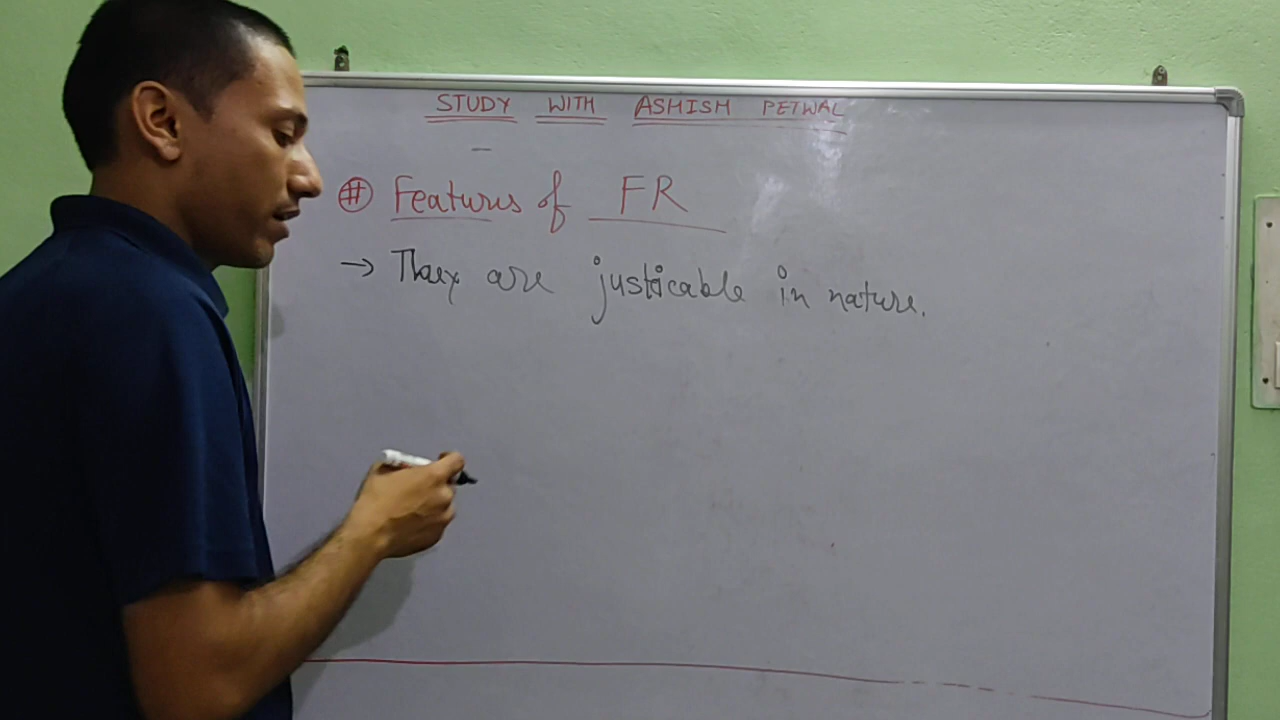 STUDY WITH ASHISH PETWAL
# Features of FR
→ They are justicable in nature.